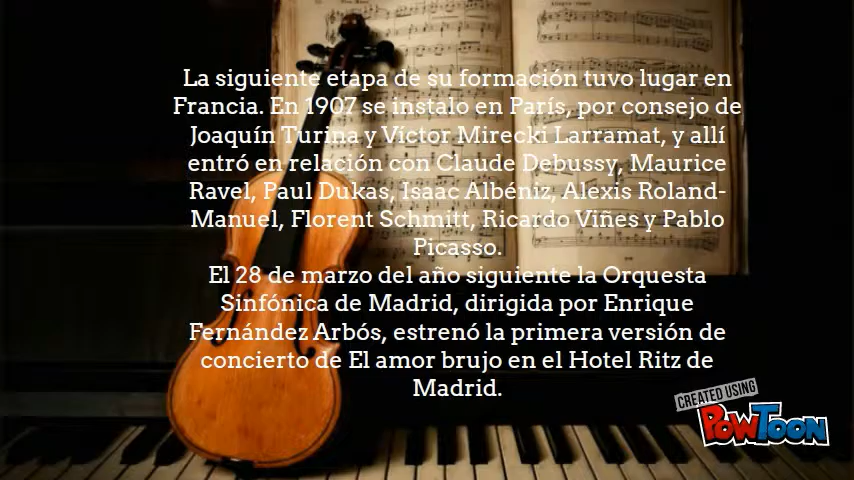 La siguiente etapa de su formación tuvo lugar en
Francia. En 1907 se instalo en París, por consejo de
Joaquín Turina y Víctor Mirecki Larramat, y allí
entró en relación con Claude Debussy, Maurice
Ravel, Paul Dukas, Isaac Albéniz, Alexis Roland-
Manuel, Florent Schmitt, Ricardo Viñes y Pablo
Picasso.
El 28 de marzo del año siguiente la Orquesta
Sinfónica de Madrid, dirigida por Enrique
Fernández Arbós, estrenó la primera versión de
concierto de El amor brujo en el Hotel Ritz de
Madrid.
CREATED USING
POWTOON